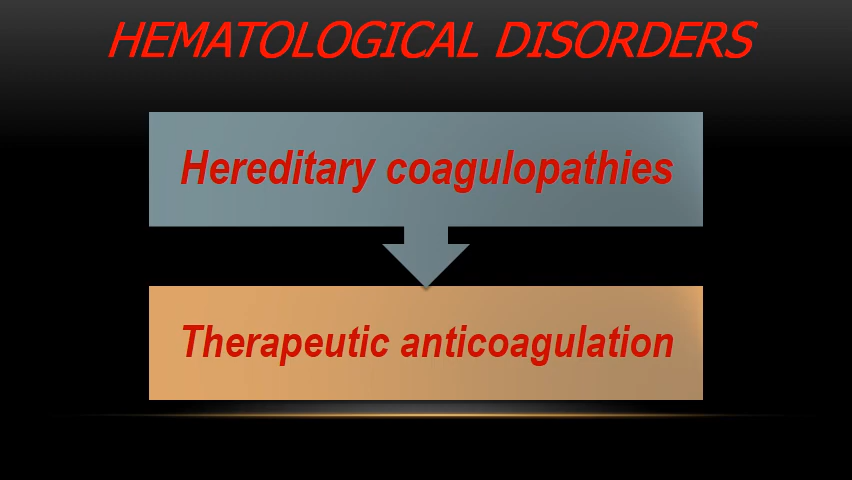 HEMATOLOGICAL DISORDERS
Hereditary coagulopathies
Therapeutic anticoagulation